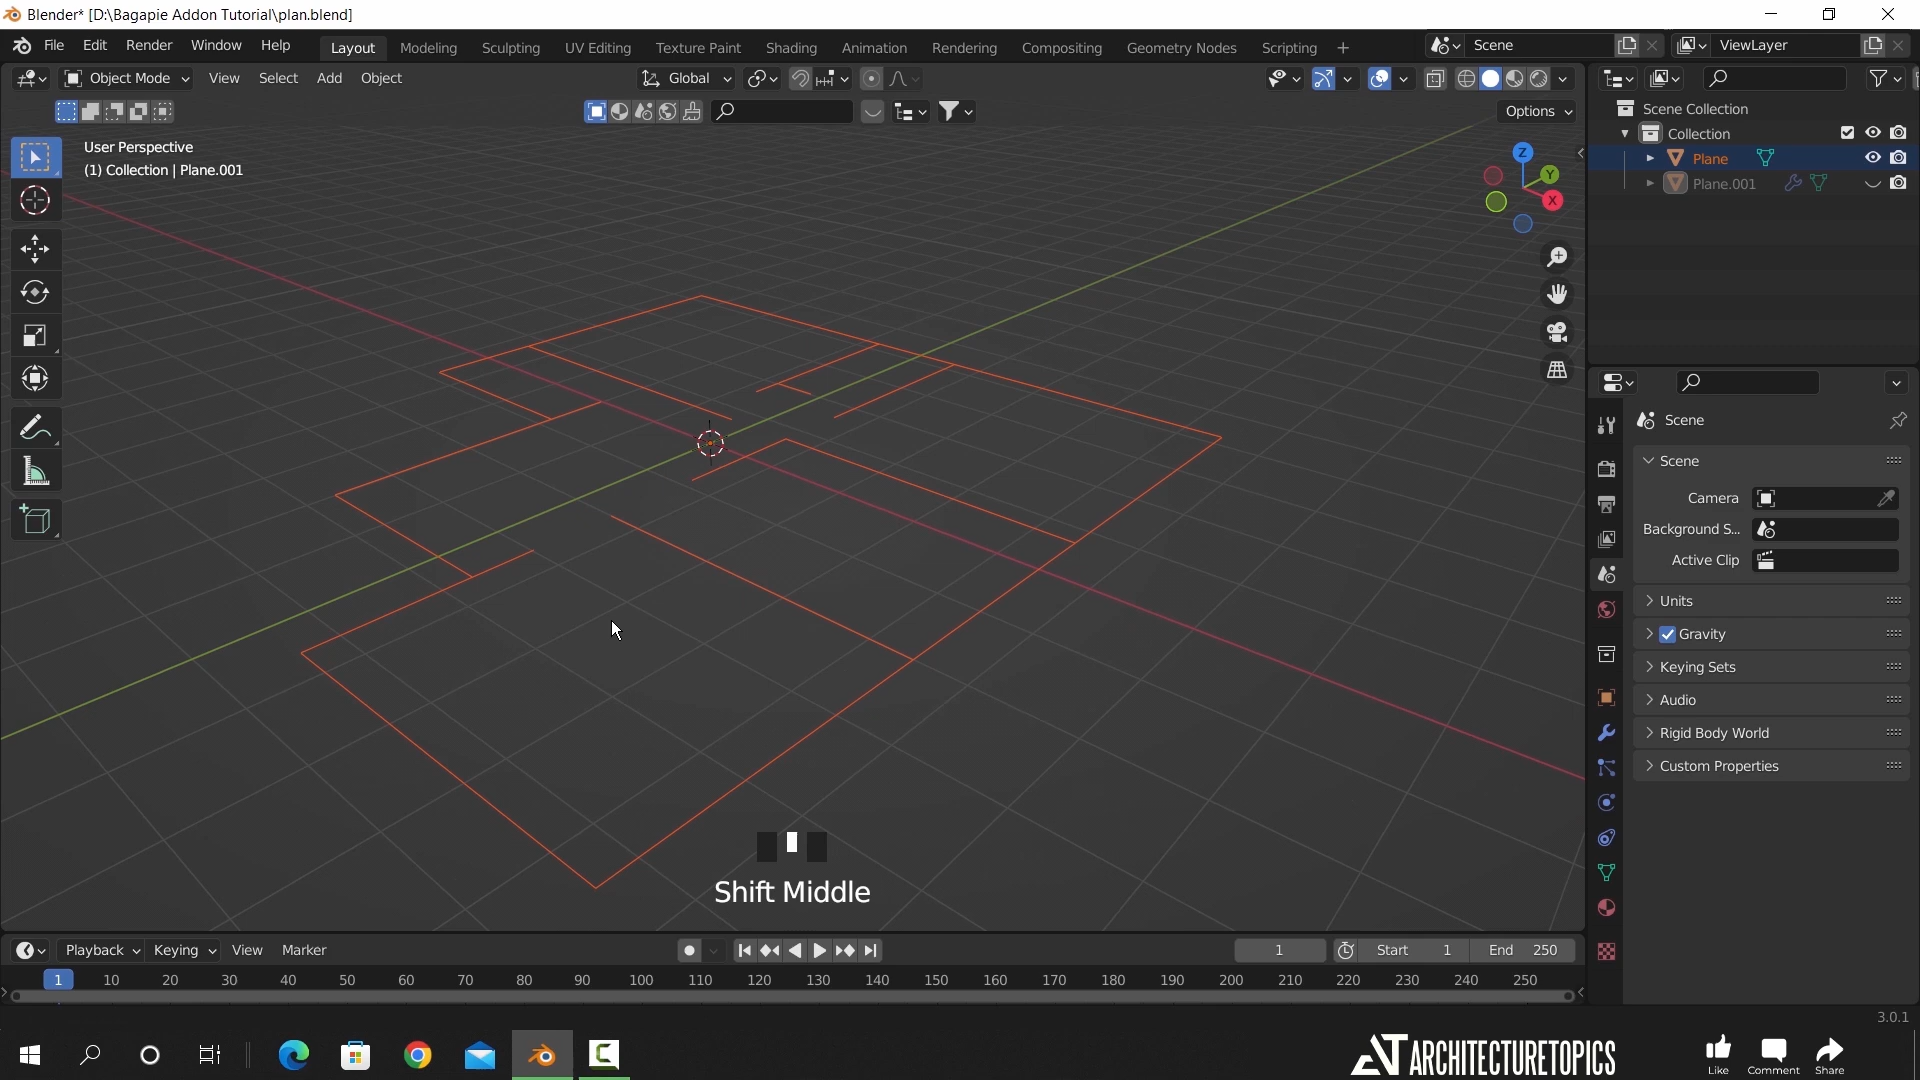 Blender* [D:\Bagapie Addon Tutorial\plan.blend]
File Edit Render Window Help Layout Modeling Sculpting UV Editing Texture Paint Shading Animation Rendering Compositing Geometry Nodes Scripting + Scene ViewLayer
Object Mode View Select Add Object Global
Options
User Perspective
(1) Collection | Plane.001
Z
Y
X
Scene Collection
Collection
Plane
Plane.001
Scene
Scene
Camera
Background S...
Active Clip
Units
Gravity
Keying Sets
Audio
Rigid Body World
Custom Properties
Shift Middle
Playback Keying View Marker 1 Start 1 End 250
1 10 20 30 40 50 60 70 80 90 100 110 120 130 140 150 160 170 180 190 200 210 220 230 240 250
3.0.1
AT ARCHITECTURETOPICS
Like Comment Share